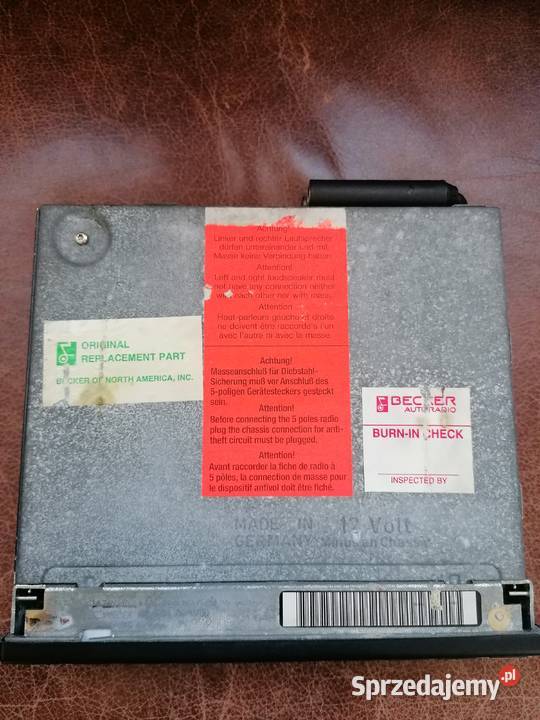 Achtung!
Linker und rechter Lautsprecher
dürfen untereinander und mit
Masse keine Verbindung haben.
Attention!
Left and right loudspeaker must
not have any connection neither
with each other nor with mass.
Attention!
Haut-parleurs gauche et droite
ne doivent être raccordés l'un
avec l'autre ni avec la masse.
Achtung!
Masseanschluß für Diebstahl-
Sicherung muß vor Anschluß des
5-poligen Gerätesteckers gesteckt
sein.
Attention!
Before connecting the 5 poles radio
plug the chassis connection for anti-
theft circuit must be plugged.
Attention!
Avant raccorder la fiche de radio à
5 pôles, la connection de masse pour
le dispositif antivol doit être fiché.
ORIGINAL
REPLACEMENT PART
BECKER OF NORTH AMERICA, INC.
BECKER
AUTORADIO
BURN-IN CHECK
INSPECTED BY
MADE IN 12 Volt
GERMANY Minus an Chassis
Sprzedajemy.pl